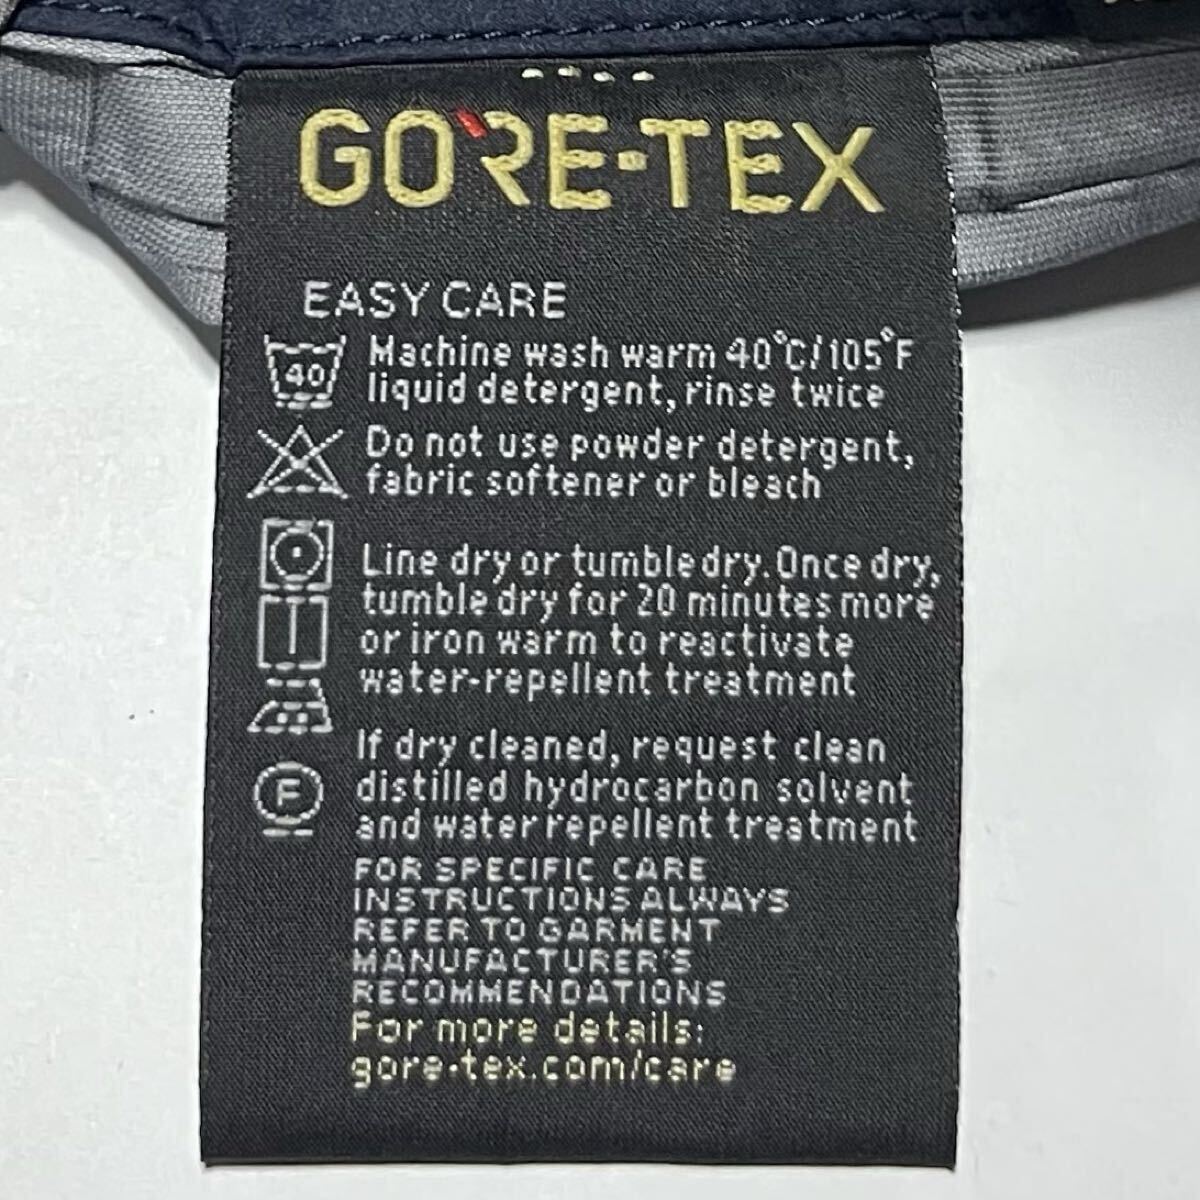 GORE-TEX
EASY CARE
40
Machine wash warm 40°C/105°F
liquid detergent, rinse twice
Do not use powder detergent,
fabric softener or bleach
Line dry or tumble dry. Once dry,
tumble dry for 20 minutes more
or iron warm to reactivate
water-repellent treatment
F
If dry cleaned, request clean
distilled hydrocarbon solvent
and water repellent treatment
FOR SPECIFIC CARE
INSTRUCTIONS ALWAYS
REFER TO GARMENT
MANUFACTURER'S
RECOMMENDATIONS
For more details:
gore-tex.com/care